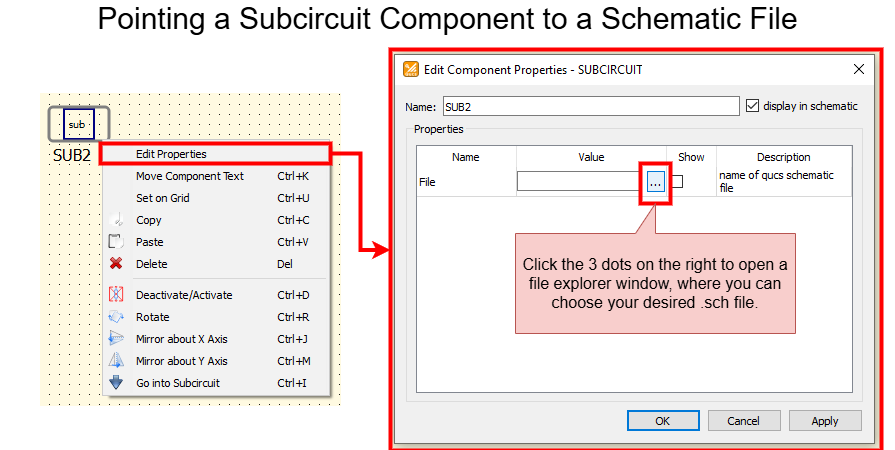 Pointing a Subcircuit Component to a Schematic File
sub
SUB2
Edit Properties
Move Component Text Ctrl+K
Set on Grid Ctrl+U
Copy Ctrl+C
Paste Ctrl+V
Delete Del
Deactivate/Activate Ctrl+D
Rotate Ctrl+R
Mirror about X Axis Ctrl+J
Mirror about Y Axis Ctrl+M
Go into Subcircuit Ctrl+I
Edit Component Properties - SUBCIRCUIT
Name: SUB2 display in schematic
Properties
Name Value Show Description
File ... name of qucs schematic
file
Click the 3 dots on the right to open a
file explorer window, where you can
choose your desired .sch file.
OK Cancel Apply